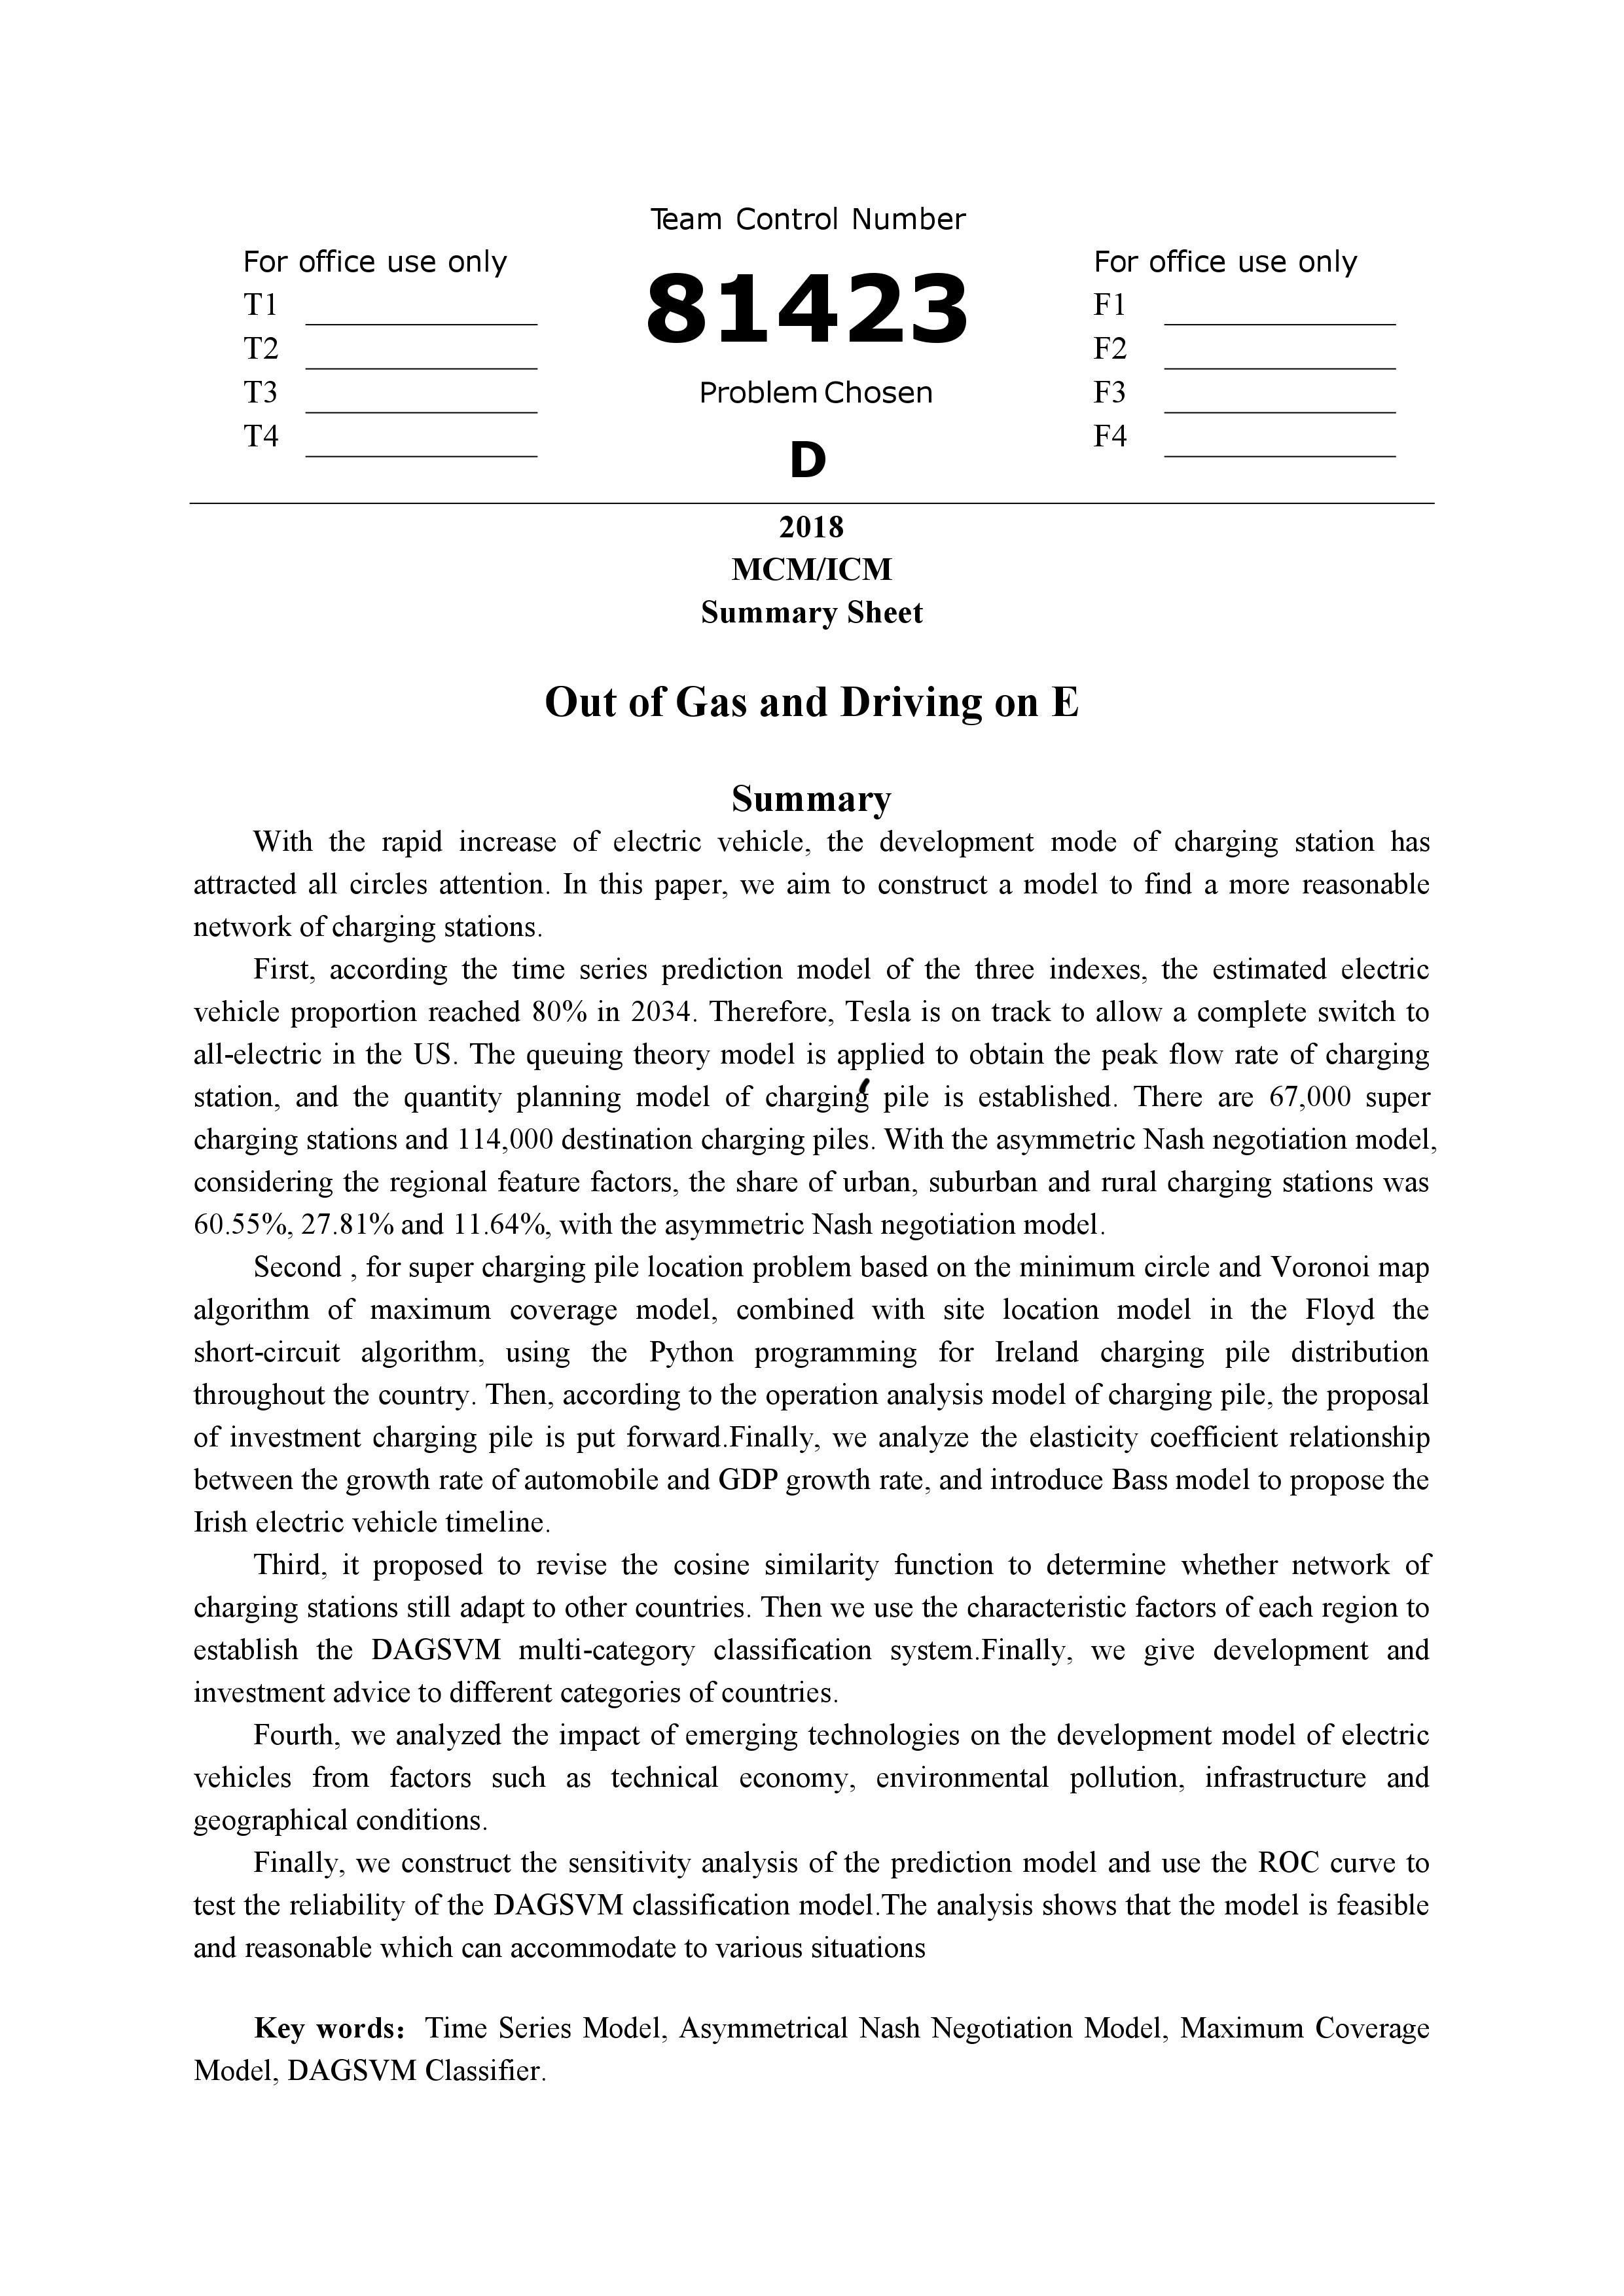 Team Control Number
For office use only
81423
For office use only
T1
F1
T2
F2
Problem Chosen
T3
F3
T4
F4
D
2018
MCM/ICM
Summary Sheet
Out of Gas and Driving on E
Summary
With the rapid increase of electric vehicle, the development mode of charging station has
attracted all circles attention. In this paper, we aim to construct a model to find a more reasonable
network of charging stations.
First, according the time series prediction model of the three indexes, the estimated electric
vehicle proportion reached 80% in 2034. Therefore, Tesla is on track to allow a complete switch to
all-electric in the US. The queuing theory model is applied to obtain the peak flow rate of charging
station, and the quantity planning model of charging pile is established. There are 67,000 super
charging stations and 114,000 destination charging piles. With the asymmetric Nash negotiation model,
considering the regional feature factors, the share of urban, suburban and rural charging stations was
60.55%, 27.81% and 11.64%, with the asymmetric Nash negotiation model.
Second , for super charging pile location problem based on the minimum circle and Voronoi map
algorithm of maximum coverage model, combined with site location model in the Floyd the
short-circuit algorithm, using the Python programming for Ireland charging pile distribution
throughout the country. Then, according to the operation analysis model of charging pile, the proposal
of investment charging pile is put forward.Finally, we analyze the elasticity coefficient relationship
between the growth rate of automobile and GDP growth rate, and introduce Bass model to propose the
Irish electric vehicle timeline.
Third, it proposed to revise the cosine similarity function to determine whether network of
charging stations still adapt to other countries. Then we use the characteristic factors of each region to
establish the DAGSVM multi-category classification system.Finally, we give development and
investment advice to different categories of countries.
Fourth, we analyzed the impact of emerging technologies on the development model of electric
vehicles from factors such as technical economy, environmental pollution, infrastructure and
geographical conditions.
Finally, we construct the sensitivity analysis of the prediction model and use the ROC curve to
test the reliability of the DAGSVM classification model.The analysis shows that the model is feasible
and reasonable which can accommodate to various situations
Key words: Time Series Model, Asymmetrical Nash Negotiation Model, Maximum Coverage
Model, DAGSVM Classifier.